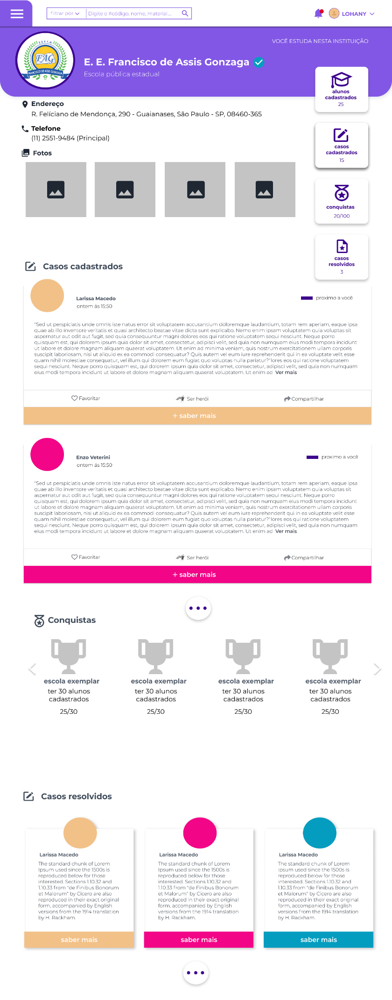 filtrar por
Digite o #código, nome, material....
LOHANY
VOCÊ ESTUDA NESTA INSTITUIÇÃO
E.E.E.F.M.
FAG
FRANCISCO DE ASSIS GONZAGA
E. E. Francisco de Assis Gonzaga
Escola pública estadual
alunos
cadastrados
25
Endereço
R. Felíciano de Mendonça, 290 - Guaianases, São Paulo - SP, 08460-365
Telefone
(11) 2551-9484 (Principal)
Fotos
casos
cadastrados
15
conquistas
20/100
casos
resolvidos
3
Casos cadastrados
Larissa Macedo
ontem ás 15:50
proximo a você
"Sed ut perspiciatis unde omnis iste natus error sit voluptatem accusantium doloremque laudantium, totam rem aperiam, eaque ipsa
quae ab illo inventore veritatis et quasi architecto beatae vitae dicta sunt explicabo. Nemo enim ipsam voluptatem quia voluptas sit
aspernatur aut odit aut fugit, sed quia consequuntur magni dolores eos qui ratione voluptatem sequi nesciunt. Neque porro
quisquam est, qui dolorem ipsum quia dolor sit amet, consectetur, adipisci velit, sed quia non numquam eius modi tempora incidunt
ut labore et dolore magnam aliquam quaerat voluptatem. Ut enim ad minima veniam, quis nostrum exercitationem ullam corporis
suscipit laboriosam, nisi ut aliquid ex ea commodi consequatur? Quis autem vel eum iure reprehenderit qui in ea voluptate velit esse
quam nihil molestiae consequatur, vel illum qui dolorem eum fugiat quo voluptas nulla pariatur?"lores eos qui ratione voluptatem
sequi nesciunt. Neque porro quisquam est, qui dolorem ipsum quia dolor sit amet, consectetur, adipisci velit, sed quia non numquam
eius modi tempora incidunt ut labore et dolore magnam aliquam quaerat voluptatem. Ut enim ad Ver mais
Favoritar
Ser herói
Compartilhar
+ saber mais
Enzo Veterini
ontem ás 15:50
proximo a você
"Sed ut perspiciatis unde omnis iste natus error sit voluptatem accusantium doloremque laudantium, totam rem aperiam, eaque ipsa
quae ab illo inventore veritatis et quasi architecto beatae vitae dicta sunt explicabo. Nemo enim ipsam voluptatem quia voluptas sit
aspernatur aut odit aut fugit, sed quia consequuntur magni dolores eos qui ratione voluptatem sequi nesciunt. Neque porro
quisquam est, qui dolorem ipsum quia dolor sit amet, consectetur, adipisci velit, sed quia non numquam eius modi tempora incidunt
ut labore et dolore magnam aliquam quaerat voluptatem. Ut enim ad minima veniam, quis nostrum exercitationem ullam corporis
suscipit laboriosam, nisi ut aliquid ex ea commodi consequatur? Quis autem vel eum iure reprehenderit qui in ea voluptate velit esse
quam nihil molestiae consequatur, vel illum qui dolorem eum fugiat quo voluptas nulla pariatur?"lores eos qui ratione voluptatem
sequi nesciunt. Neque porro quisquam est, qui dolorem ipsum quia dolor sit amet, consectetur, adipisci velit, sed quia non numquam
eius modi tempora incidunt ut labore et dolore magnam aliquam quaerat voluptatem. Ut enim ad Ver mais
Favoritar
Ser herói
Compartilhar
+ saber mais
Conquistas
escola exemplar
ter 30 alunos
cadastrados
25/30
escola exemplar
ter 30 alunos
cadastrados
25/30
escola exemplar
ter 30 alunos
cadastrados
25/30
escola exemplar
ter 30 alunos
cadastrados
25/30
Casos resolvidos
Larissa Macedo
The standard chunk of Lorem
Ipsum used since the 1500s is
reproduced below for those
interested. Sections 1.10.32 and
1.10.33 from "de Finibus Bonorum
et Malorum" by Cicero are also
reproduced in their exact original
form, accompanied by English
versions from the 1914 translation
by H. Rackham.
saber mais
Larissa Macedo
The standard chunk of Lorem
Ipsum used since the 1500s is
reproduced below for those
interested. Sections 1.10.32 and
1.10.33 from "de Finibus Bonorum
et Malorum" by Cicero are also
reproduced in their exact original
form, accompanied by English
versions from the 1914 translation
by H. Rackham.
saber mais
Larissa Macedo
The standard chunk of Lorem
Ipsum used since the 1500s is
reproduced below for those
interested. Sections 1.10.32 and
1.10.33 from "de Finibus Bonorum
et Malorum" by Cicero are also
reproduced in their exact original
form, accompanied by English
versions from the 1914 translation
by H. Rackham.
saber mais